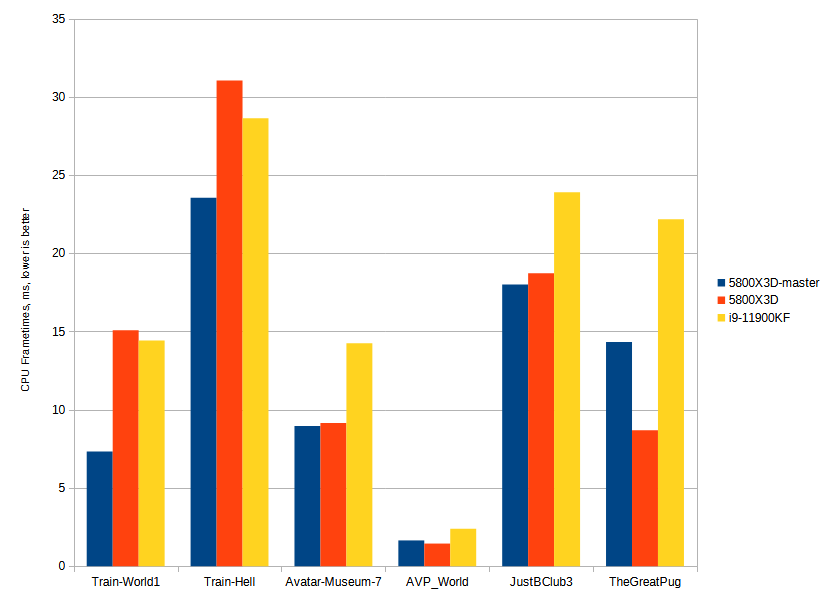 35
30
25
20
15
10
5
0
CPU Frametimes, ms, lower is better
Train-World1
Train-Hell
Avatar-Museum-7
AVP_World
JustBClub3
TheGreatPug
5800X3D-master
5800X3D
i9-11900KF